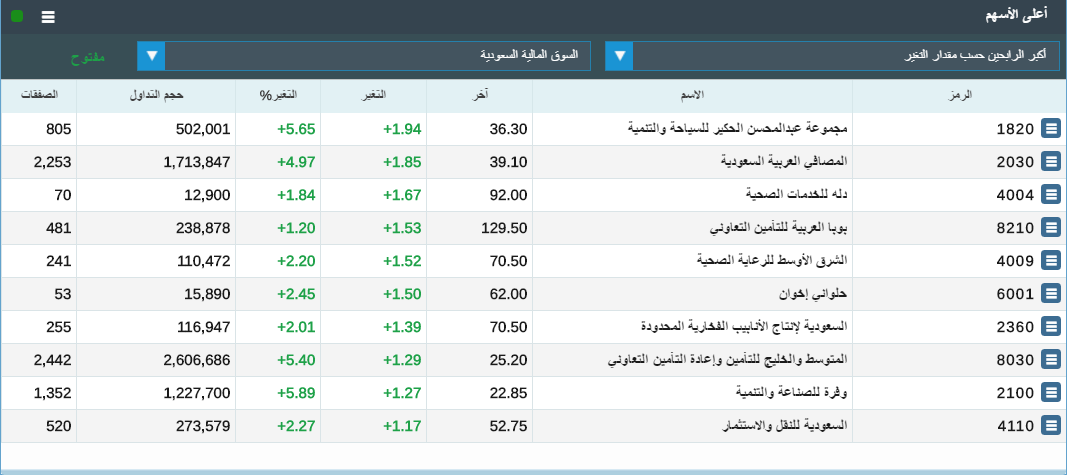 أعلى الأسهم
أكبر الرابحين حسب مقدار التغير السوق المالية السعودية مفتوح
الرمز الاسم آخر التغير التغير% حجم التداول الصفقات
1820 مجموعة عبدالمحسن الحكير للسياحة والتنمية 36.30 +1.94 +5.65 502,001 805
2030 المصافي العربية السعودية 39.10 +1.85 +4.97 1,713,847 2,253
4004 دله للخدمات الصحية 92.00 +1.67 +1.84 12,900 70
8210 بوبا العربية للتأمين التعاوني 129.50 +1.53 +1.20 238,878 481
4009 الشرق الأوسط للرعاية الصحية 70.50 +1.52 +2.20 110,472 241
6001 حلواني إخوان 62.00 +1.50 +2.45 15,890 53
2360 السعودية لإنتاج الأنابيب الفخارية المحدودة 70.50 +1.39 +2.01 116,947 255
8030 المتوسط والخليج للتأمين وإعادة التأمين التعاوني 25.20 +1.29 +5.40 2,606,686 2,442
2100 وفرة للصناعة والتنمية 22.85 +1.27 +5.89 1,227,700 1,352
4110 السعودية للنقل والاستثمار 52.75 +1.17 +2.27 273,579 520